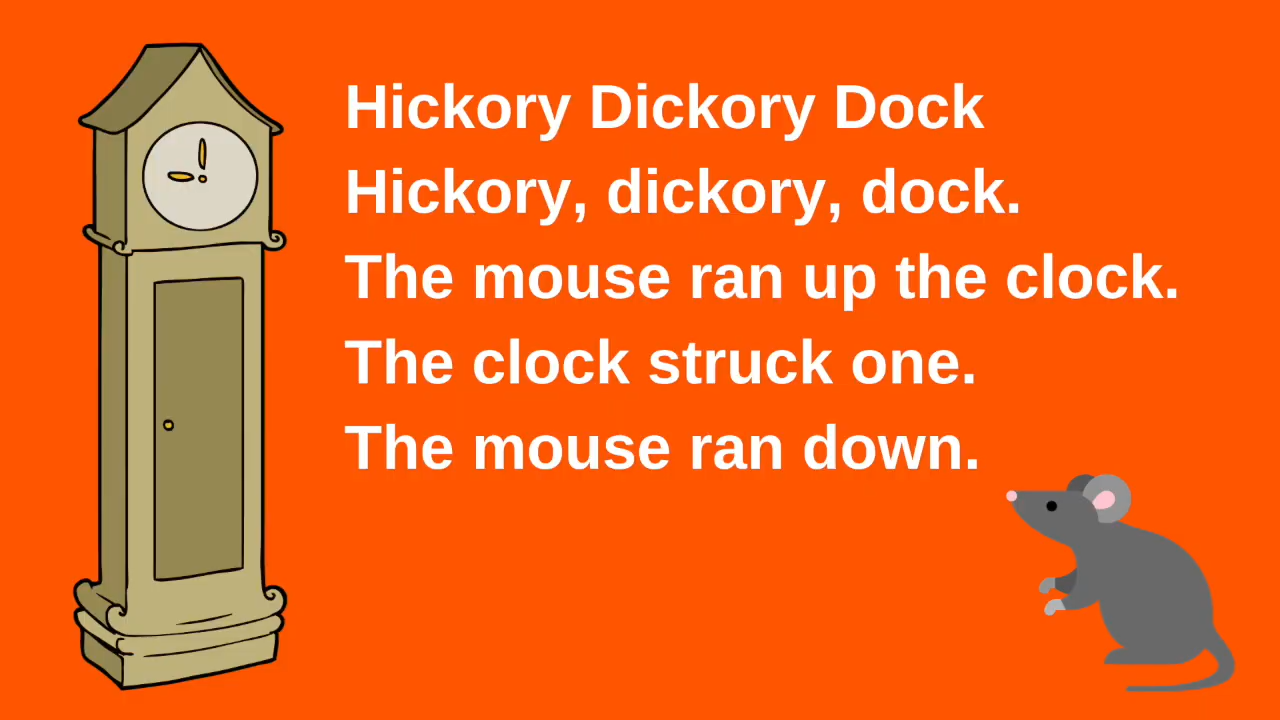 Hickory Dickory Dock
Hickory, dickory, dock.
The mouse ran up the clock.
The clock struck one.
The mouse ran down.